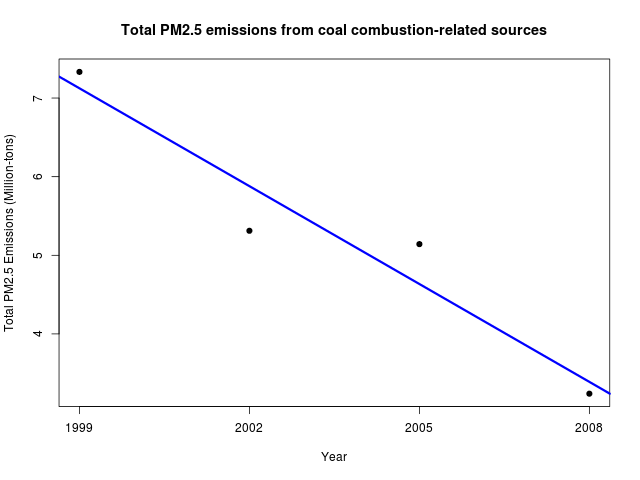 Total PM2.5 emissions from coal combustion-related sources
Total PM2.5 Emissions (Million-tons)
7
6
5
4
1999 2002 2005 2008
Year